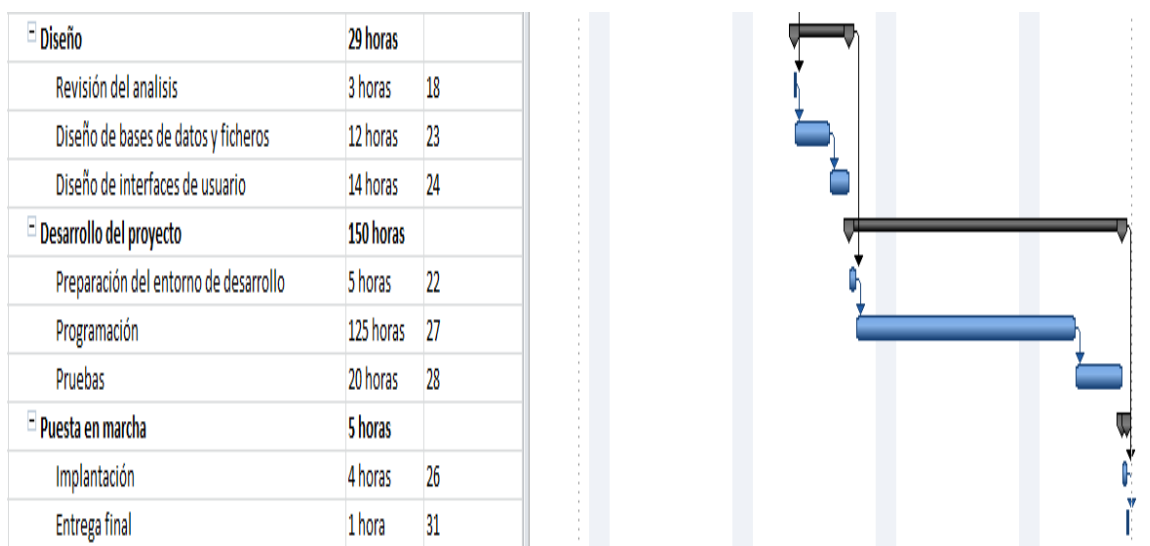 Diseño 29 horas
Revisión del analisis 3 horas 18
Diseño de bases de datos y ficheros 12 horas 23
Diseño de interfaces de usuario 14 horas 24
Desarrollo del proyecto 150 horas
Preparación del entorno de desarrollo 5 horas 22
Programación 125 horas 27
Pruebas 20 horas 28
Puesta en marcha 5 horas
Implantación 4 horas 26
Entrega final 1 hora 31